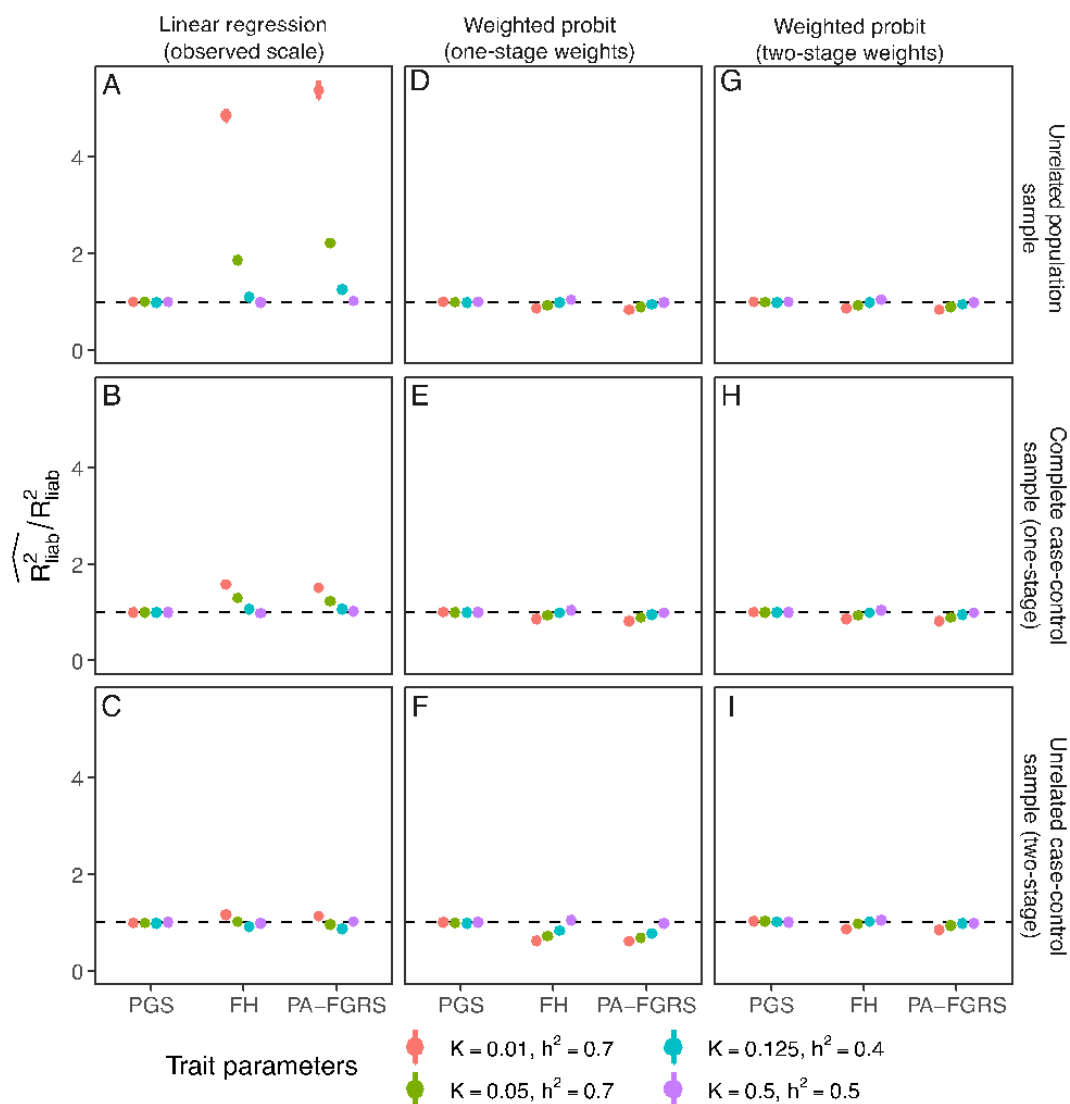 Linear regression
(observed scale)
Weighted probit
(one-stage weights)
Weighted probit
(two-stage weights)
A
D
G
4
2
0
Unrelated population
sample
B
E
H
4
2
0
Complete case-control
sample (one-stage)
R²liab/R²liab
C
F
I
4
2
0
Unrelated case-control
sample (two-stage)
PGS FH PA−FGRS
PGS FH PA−FGRS
PGS FH PA−FGRS
Trait parameters
K = 0.01, h² = 0.7
K = 0.05, h² = 0.7
K = 0.125, h² = 0.4
K = 0.5, h² = 0.5